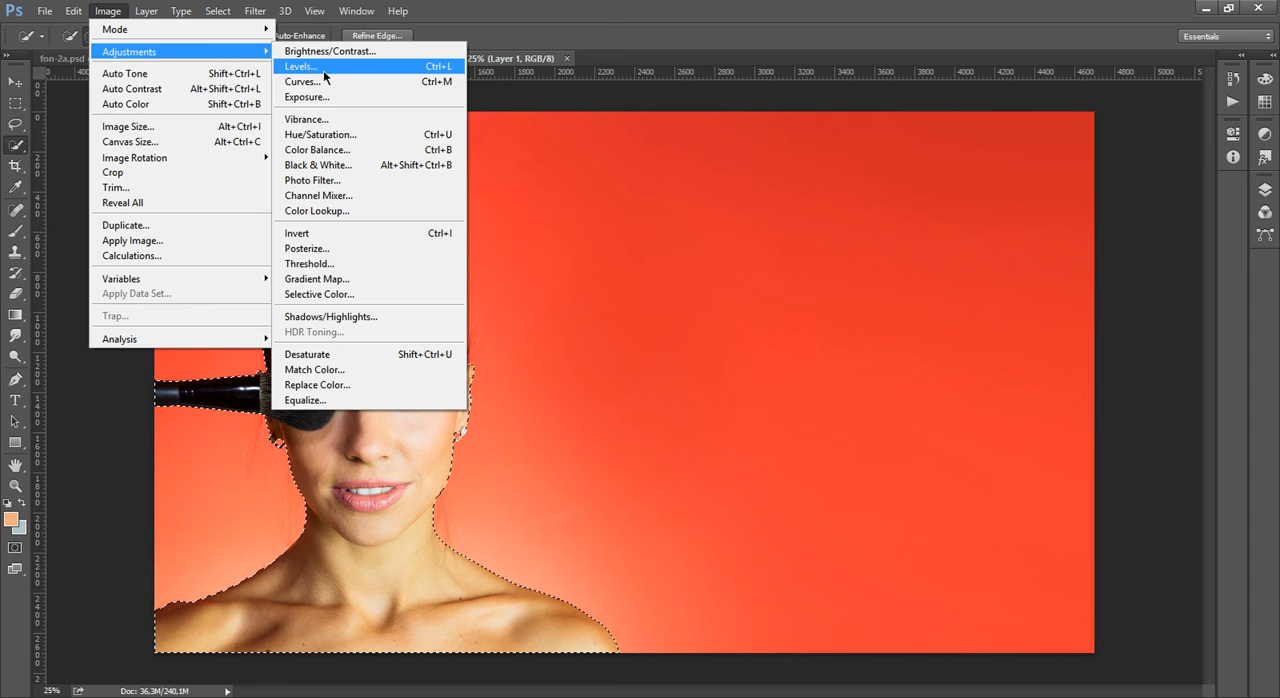 Ps File Edit Image Layer Type Select Filter 3D View Window Help
Auto-Enhance Refine Edge... Essentials
fon-2a.psd 25% (Layer 1, RGB/8) ×
Mode
Adjustments
Auto Tone Shift+Ctrl+L
Auto Contrast Alt+Shift+Ctrl+L
Auto Color Shift+Ctrl+B
Image Size... Alt+Ctrl+I
Canvas Size... Alt+Ctrl+C
Image Rotation
Crop
Trim...
Reveal All
Duplicate...
Apply Image...
Calculations...
Variables
Apply Data Set...
Trap...
Analysis
Brightness/Contrast...
Levels... Ctrl+L
Curves... Ctrl+M
Exposure...
Vibrance...
Hue/Saturation... Ctrl+U
Color Balance... Ctrl+B
Black & White... Alt+Shift+Ctrl+B
Photo Filter...
Channel Mixer...
Color Lookup...
Invert Ctrl+I
Posterize...
Threshold...
Gradient Map...
Selective Color...
Shadows/Highlights...
HDR Toning...
Desaturate Shift+Ctrl+U
Match Color...
Replace Color...
Equalize...
1600 1800 2000 2200 2400 2600 2800 3000 3200 3400 3600 3800 4000 4200 4400 4600 4800 5000
25% Doc: 36,3M/240,1M